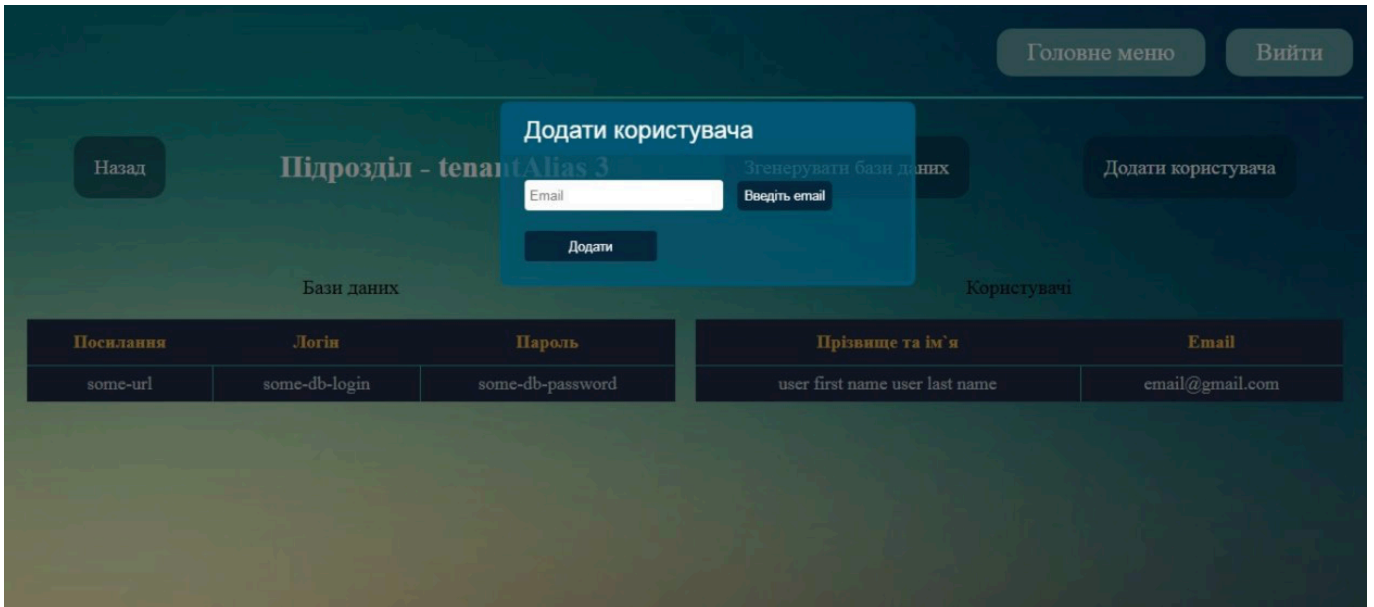 Головне меню Вийти
Додати користувача
Назад Підрозділ - tenantAlias 3 Згенерувати бази даних Додати користувача
Email Введіть email
Додати
Бази даних Користувачі
Посилання Логін Пароль Прізвище та ім`я Email
some-url some-db-login some-db-password user first name user last name email@gmail.com